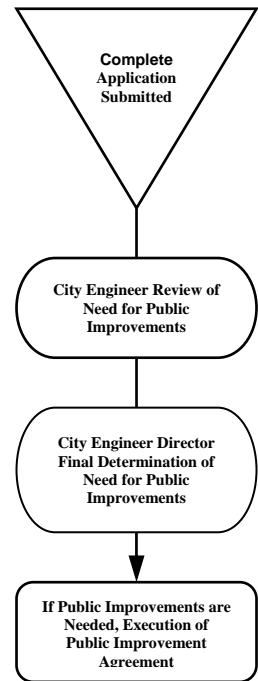 Complete
Application
Submitted
City Engineer Review of
Need for Public
Improvements
City Engineer Director
Final Determination of
Need for Public
Improvements
If Public Improvements are
Needed, Execution of
Public Improvement
Agreement